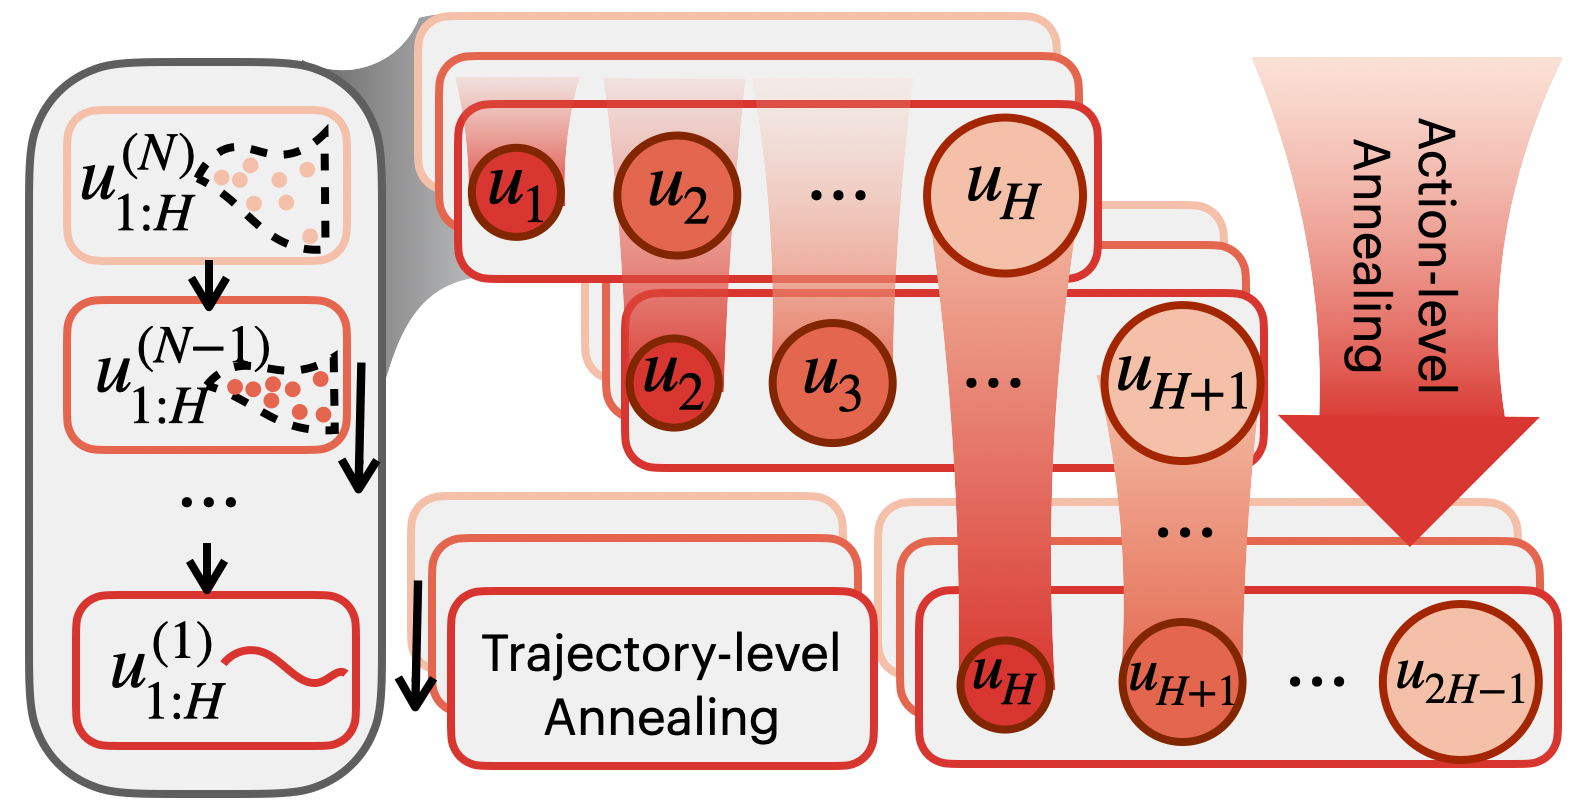 u_{1:H}^{(N)}
u_{1:H}^{(N−1)}
...
u_{1:H}^{(1)}
u_1 u_2 ... u_H
u_2 u_3 ... u_{H+1}
...
u_H u_{H+1} ... u_{2H−1}
Trajectory-level
Annealing
Action-level
Annealing